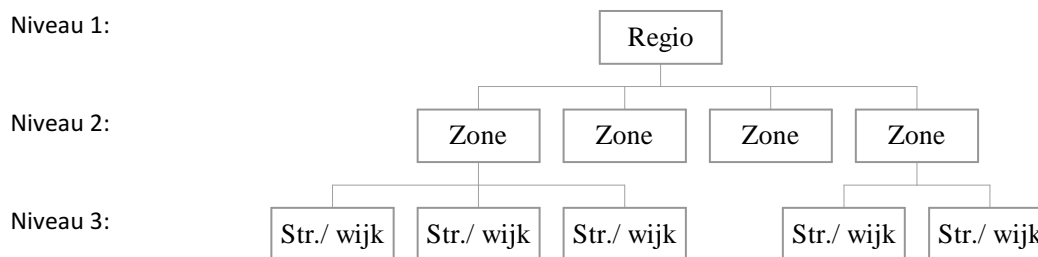 Niveau 1:
Regio
Niveau 2:
Zone Zone Zone Zone
Niveau 3:
Str./ wijk Str./ wijk Str./ wijk Str./ wijk Str./ wijk